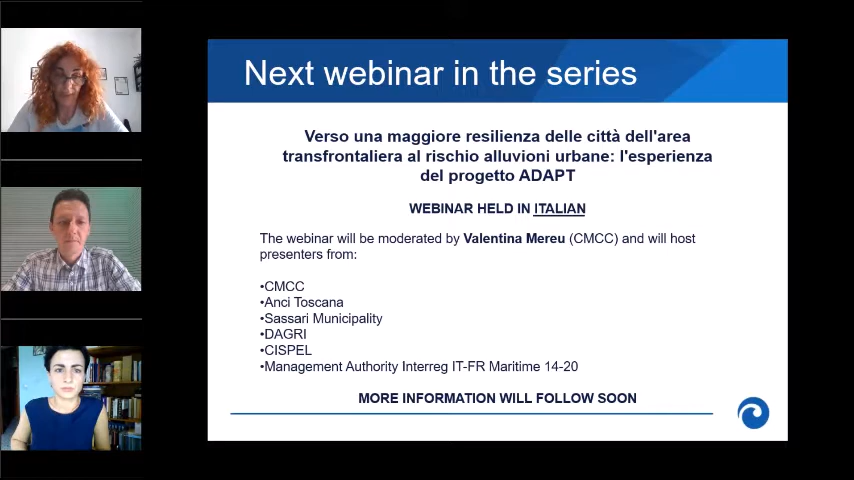 Next webinar in the series
Verso una maggiore resilienza delle città dell'area
transfrontaliera al rischio alluvioni urbane: l'esperienza
del progetto ADAPT
WEBINAR HELD IN ITALIAN
The webinar will be moderated by Valentina Mereu (CMCC) and will host
presenters from:
•CMCC
•Anci Toscana
•Sassari Municipality
•DAGRI
•CISPEL
•Management Authority Interreg IT-FR Maritime 14-20
MORE INFORMATION WILL FOLLOW SOON